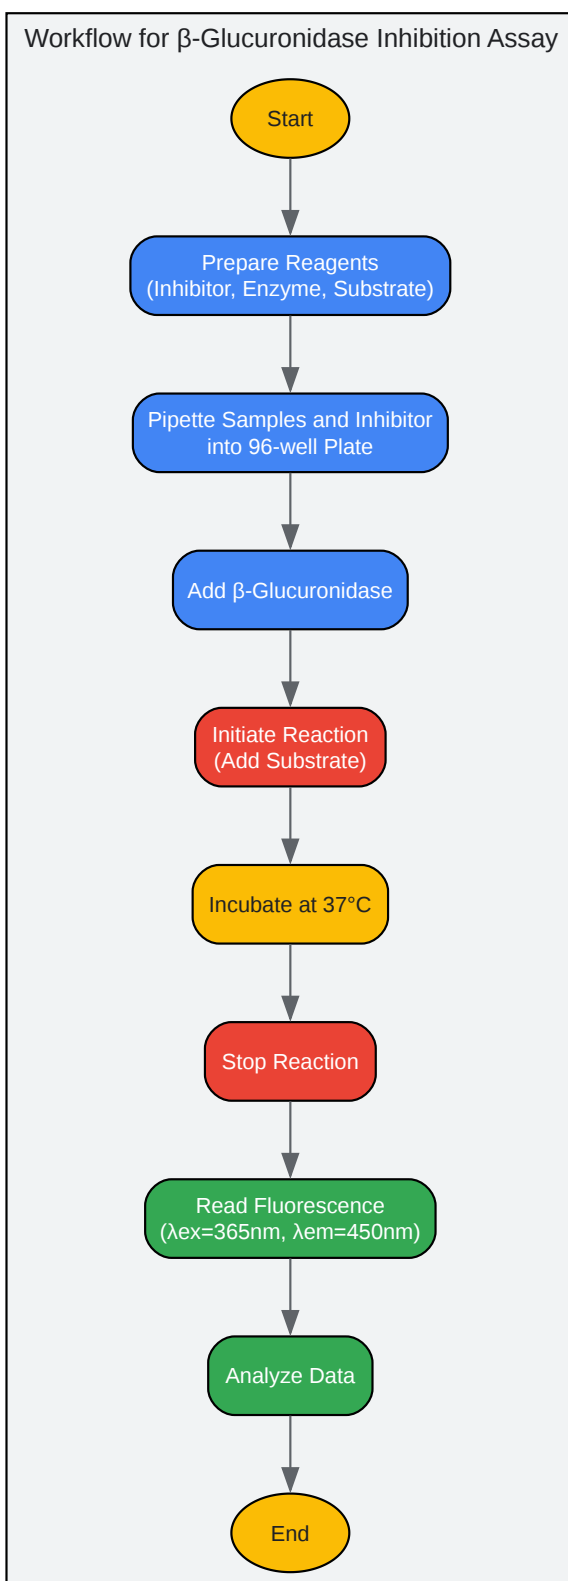 Workflow for β-Glucuronidase Inhibition Assay
Start
Prepare Reagents
(Inhibitor, Enzyme, Substrate)
Pipette Samples and Inhibitor
into 96-well Plate
Add β-Glucuronidase
Initiate Reaction
(Add Substrate)
Incubate at 37°C
Stop Reaction
Read Fluorescence
(λex=365nm, λem=450nm)
Analyze Data
End